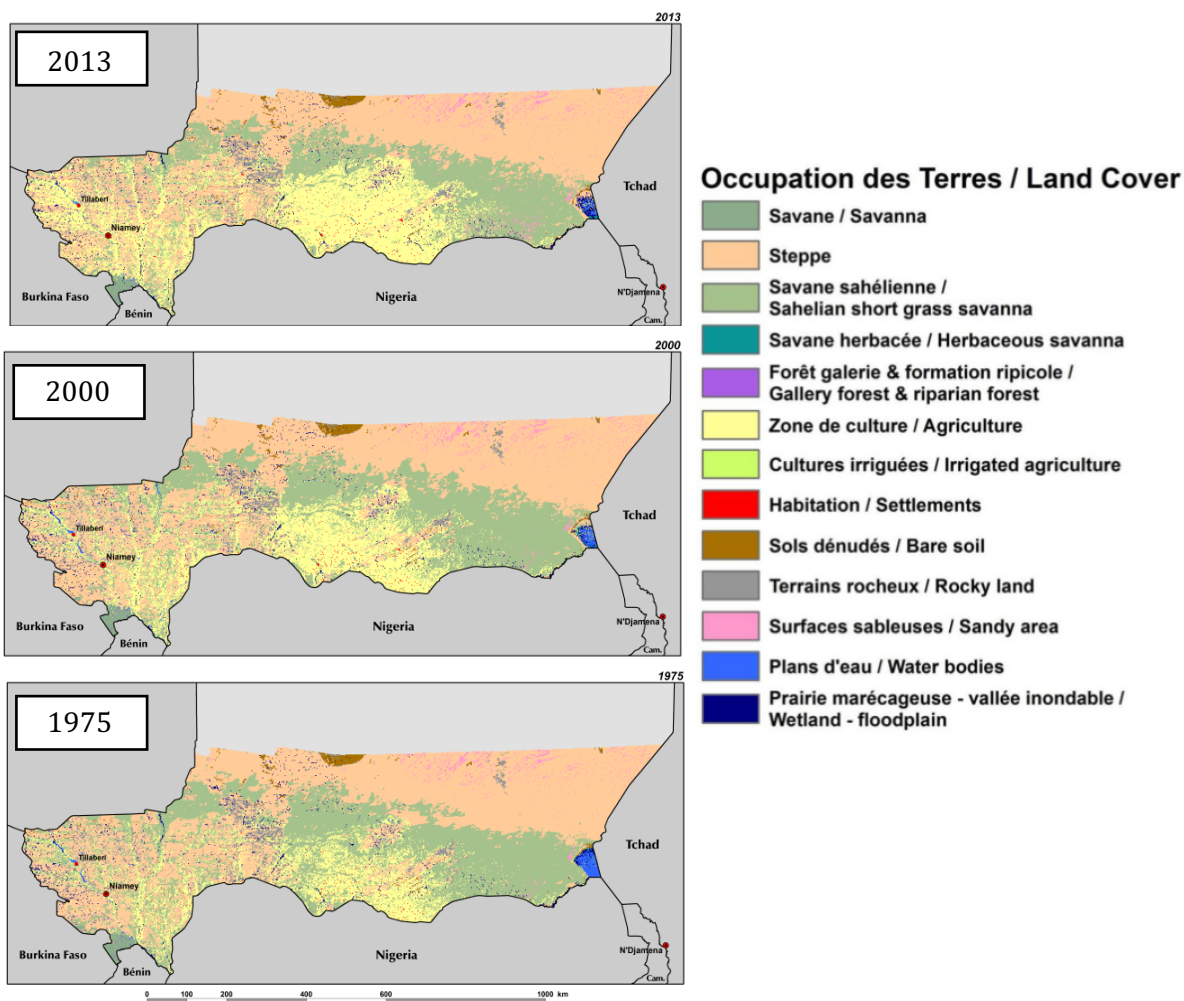 2013
2013
Tillaberi
Niamey
Tchad
Burkina Faso
Bénin
Nigeria
N'Djamena
Cam.
2000
2000
Tillaberi
Niamey
Tchad
Burkina Faso
Bénin
Nigeria
N'Djamena
Cam.
1975
1975
Tillaberi
Niamey
Tchad
Burkina Faso
Bénin
Nigeria
N'Djamena
Cam.
0 100 200 400 600 1000 km
Occupation des Terres / Land Cover
Savane / Savanna
Steppe
Savane sahélienne /
Sahelian short grass savanna
Savane herbacée / Herbaceous savanna
Forêt galerie & formation ripicole /
Gallery forest & riparian forest
Zone de culture / Agriculture
Cultures irriguées / Irrigated agriculture
Habitation / Settlements
Sols dénudés / Bare soil
Terrains rocheux / Rocky land
Surfaces sableuses / Sandy area
Plans d'eau / Water bodies
Prairie marécageuse - vallée inondable /
Wetland - floodplain